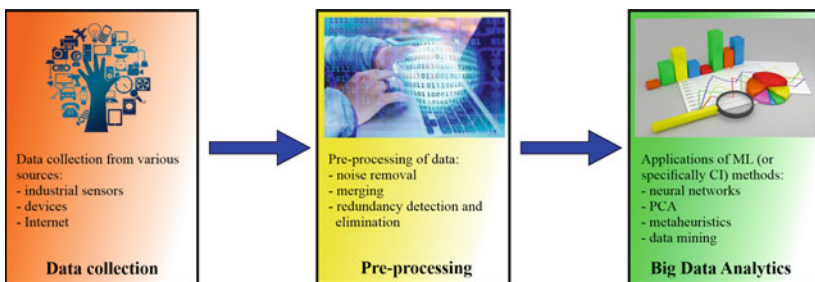 Data collection from various
sources:
- industrial sensors
- devices
- Internet
Data collection
Pre-processing of data:
- noise removal
- merging
- redundancy detection and
elimination
Pre-processing
Applications of ML (or
specifically CI) methods:
- neural networks
- PCA
- metaheuristics
- data mining
Big Data Analytics